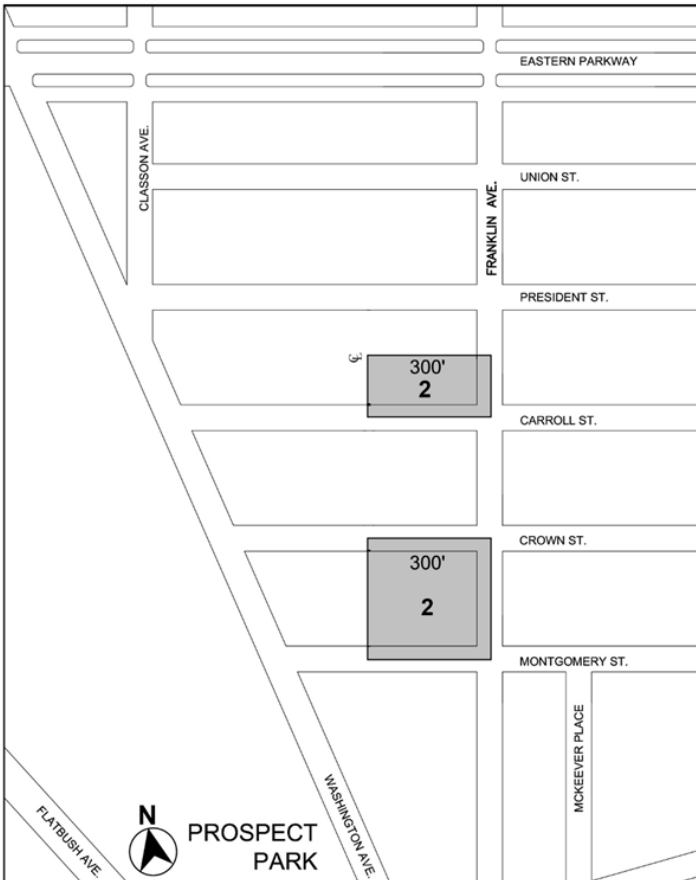 EASTERN PARKWAY
CLASSON AVE.
UNION ST.
FRANKLIN AVE.
PRESIDENT ST.
℄
300'
2
CARROLL ST.
CROWN ST.
300'
2
MONTGOMERY ST.
MCKEEVER PLACE
WASHINGTON AVE.
FLATBUSH AVE.
N
PROSPECT
PARK